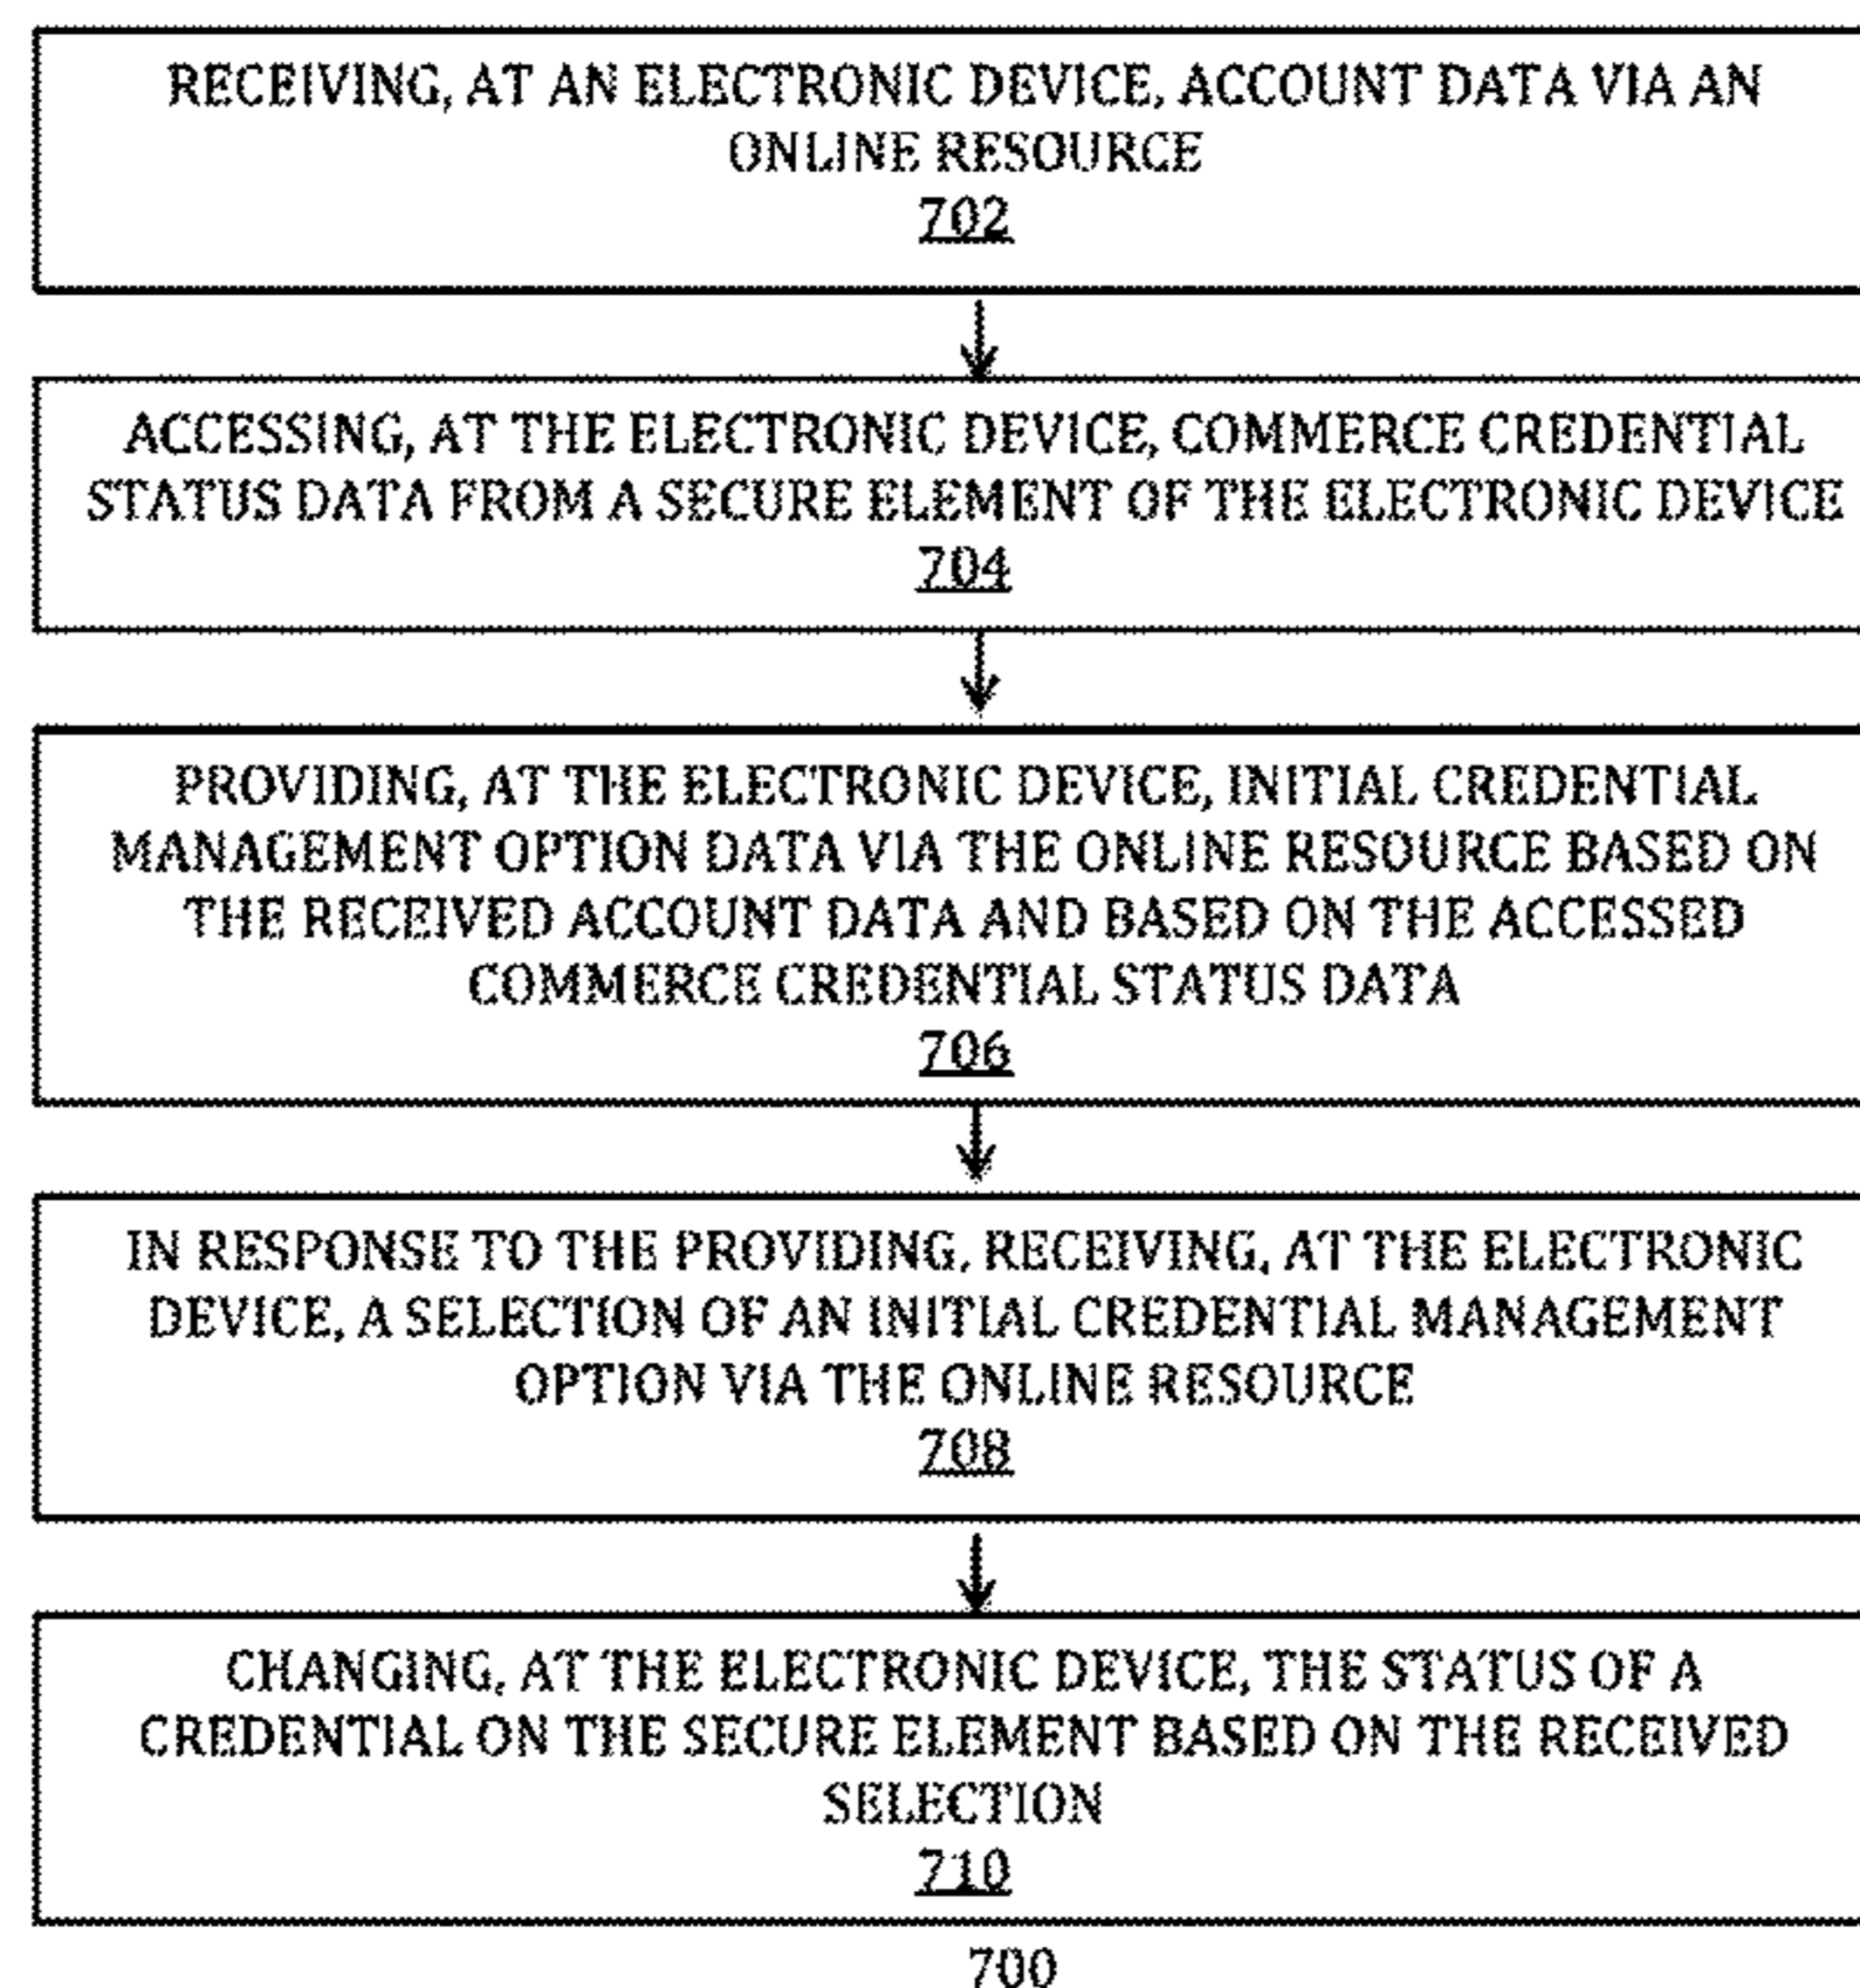 RECEIVING, AT AN ELECTRONIC DEVICE, ACCOUNT DATA VIA AN
ONLINE RESOURCE
702
ACCESSING, AT THE ELECTRONIC DEVICE, COMMERCE CREDENTIAL
STATUS DATA FROM A SECURE ELEMENT OF THE ELECTRONIC DEVICE
704
PROVIDING, AT THE ELECTRONIC DEVICE, INITIAL CREDENTIAL
MANAGEMENT OPTION DATA VIA THE ONLINE RESOURCE BASED ON
THE RECEIVED ACCOUNT DATA AND BASED ON THE ACCESSED
COMMERCE CREDENTIAL STATUS DATA
706
IN RESPONSE TO THE PROVIDING, RECEIVING, AT THE ELECTRONIC
DEVICE, A SELECTION OF AN INITIAL CREDENTIAL MANAGEMENT
OPTION VIA THE ONLINE RESOURCE
708
CHANGING, AT THE ELECTRONIC DEVICE, THE STATUS OF A
CREDENTIAL ON THE SECURE ELEMENT BASED ON THE RECEIVED
SELECTION
710
700